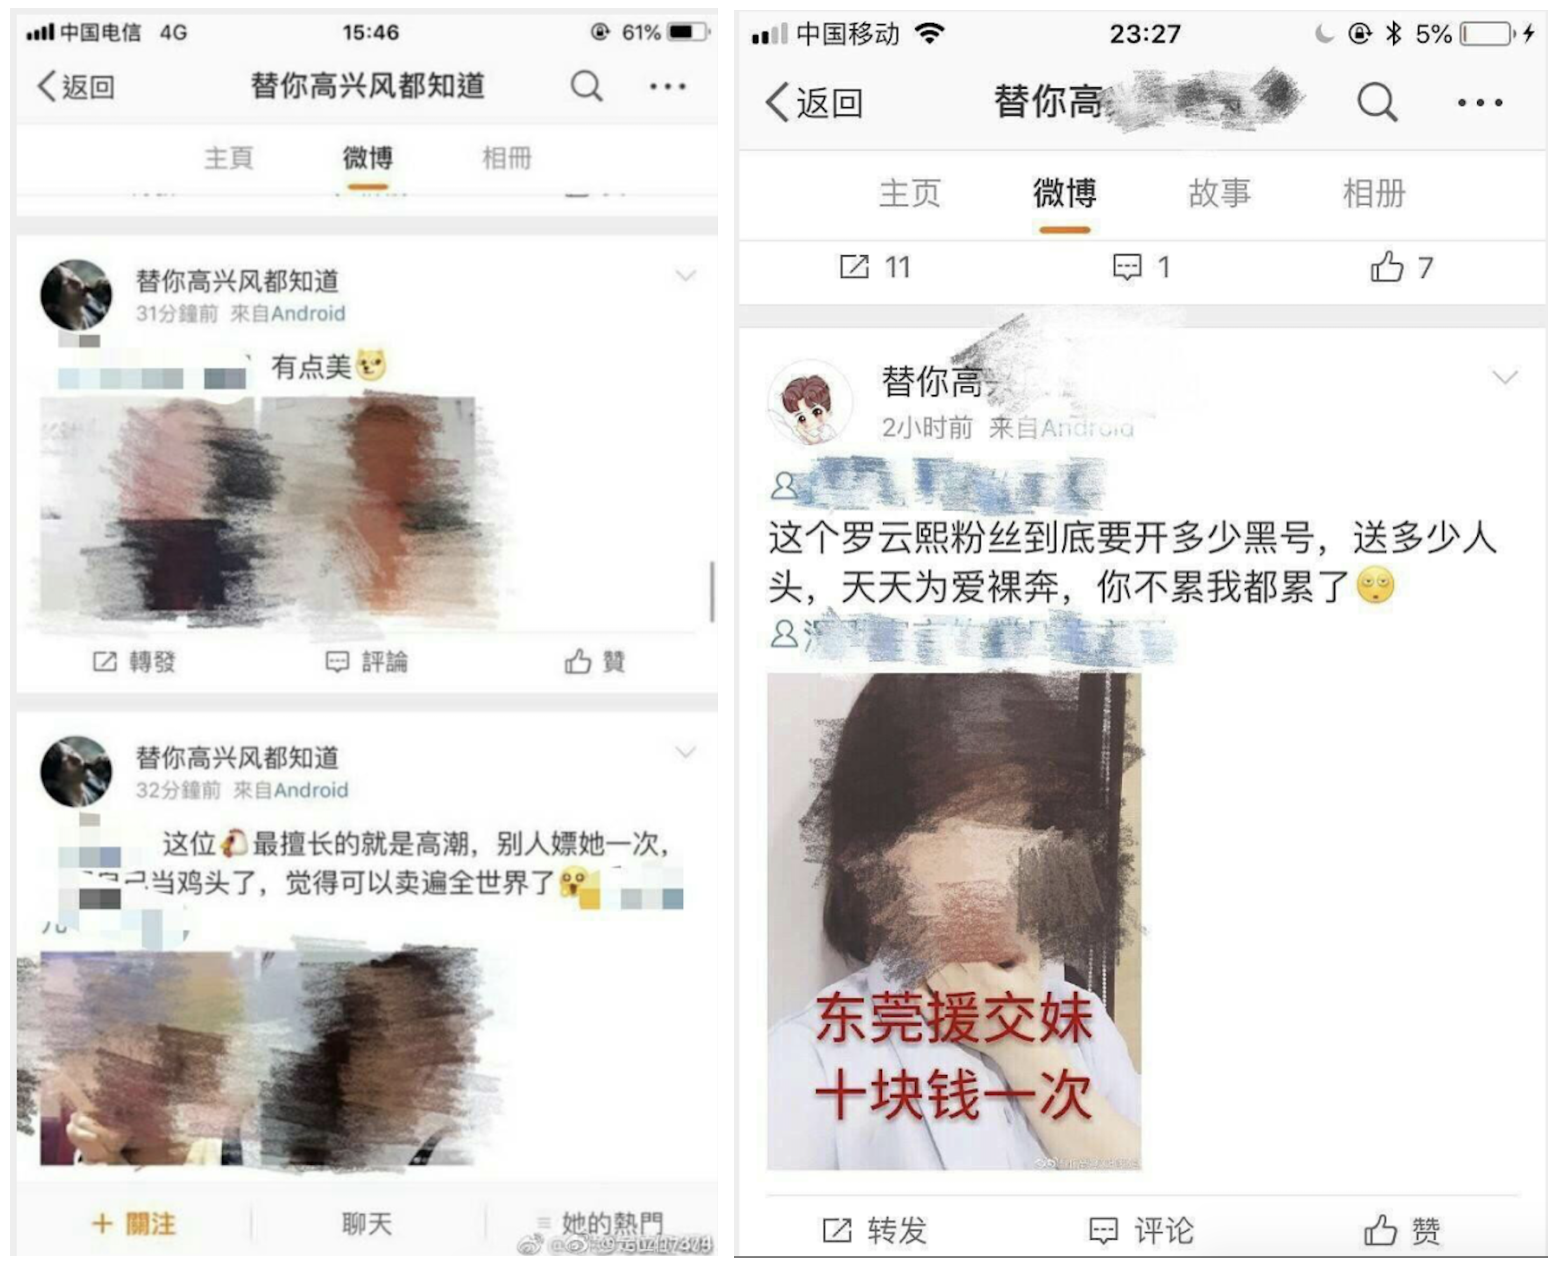 中国电信 4G 15:46 61%
返回 替你高兴风都知道
主頁 微博 相冊
替你高兴风都知道
31分鐘前 來自Android
有点美
轉發 評論 贊
替你高兴风都知道
32分鐘前 來自Android
这位 最擅长的就是高潮，别人嫖她一次，
己当鸡头了，觉得可以卖遍全世界了
+ 關注 聊天 她的熱門
中国移动 23:27 5%
返回 替你高
主页 微博 故事 相册
11 1 7
替你高
2小时前 来自Android
这个罗云熙粉丝到底要开多少黑号，送多少人
头，天天为爱裸奔，你不累我都累了
东莞援交妹
十块钱一次
转发 评论 赞